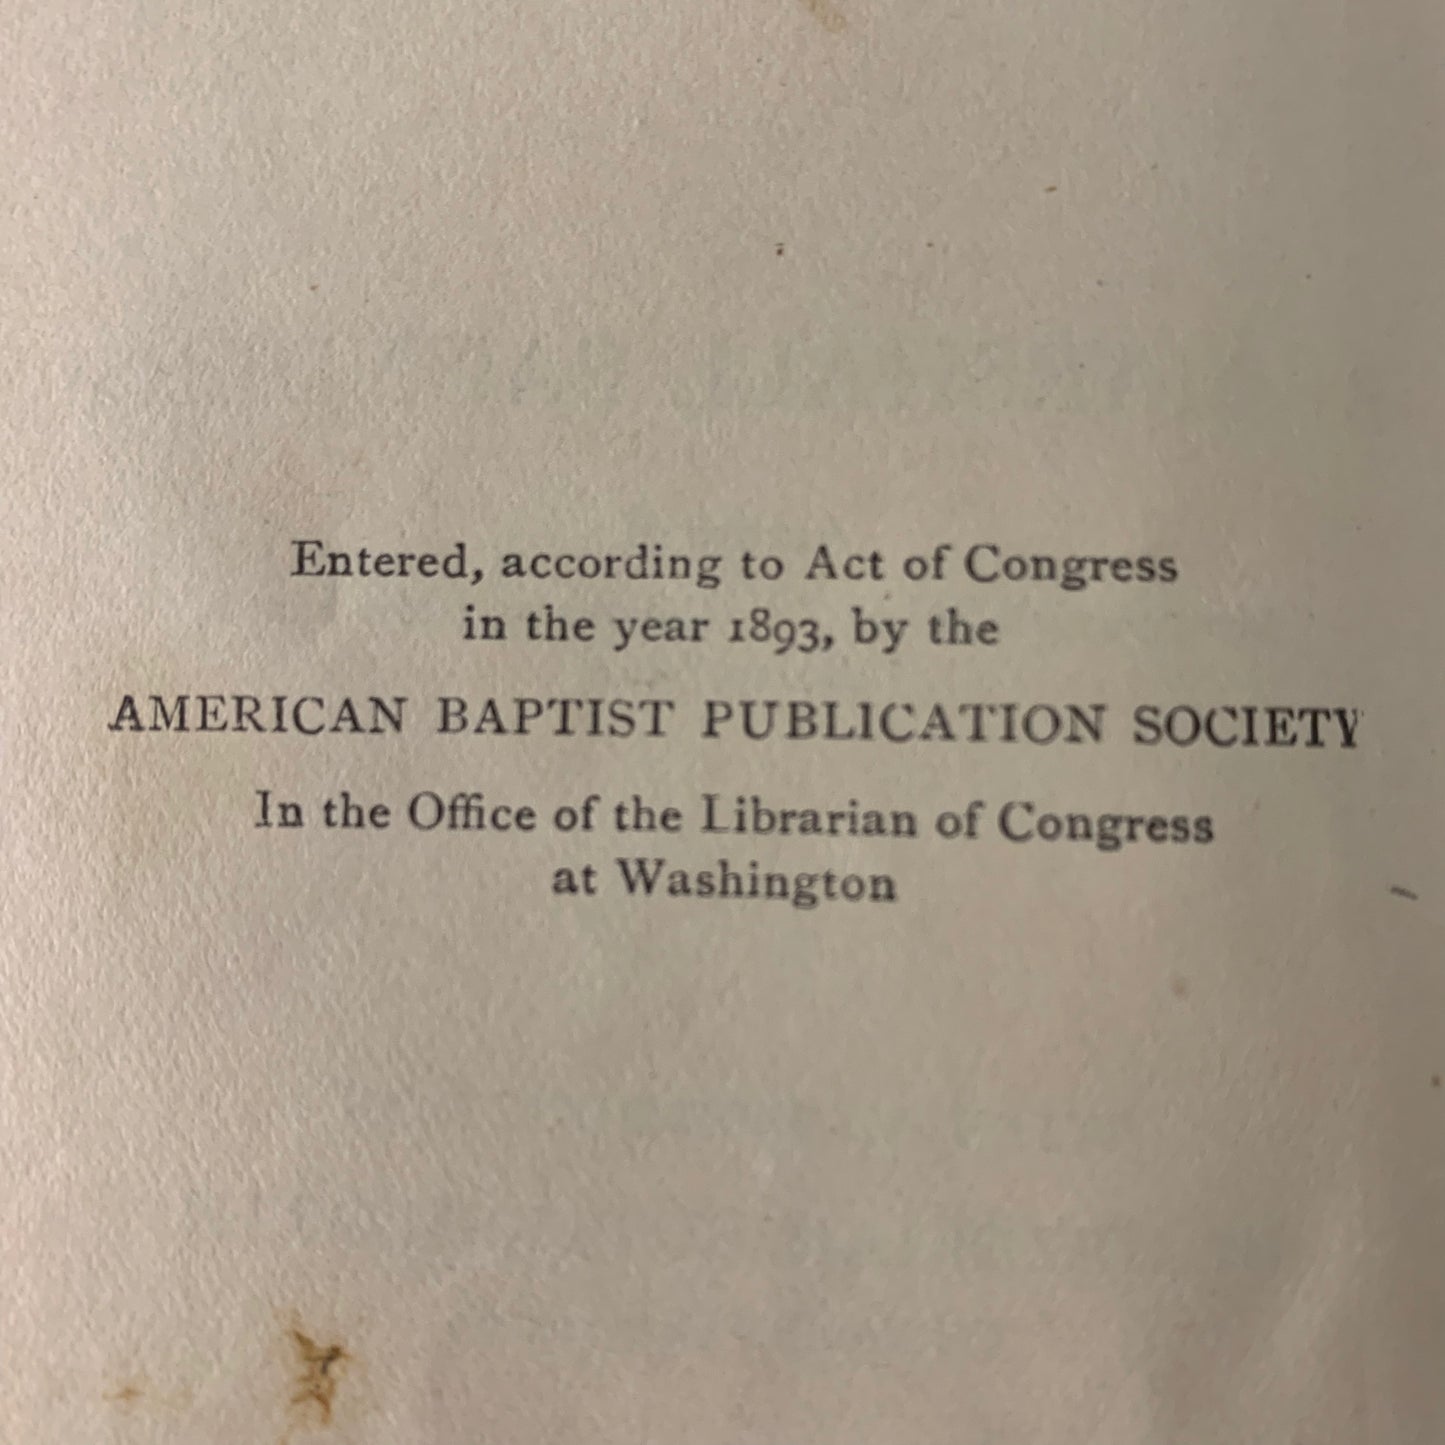 Entered, according to Act of Congress
in the year 1893, by the
AMERICAN BAPTIST PUBLICATION SOCIETY
In the Office of the Librarian of Congress
at Washington